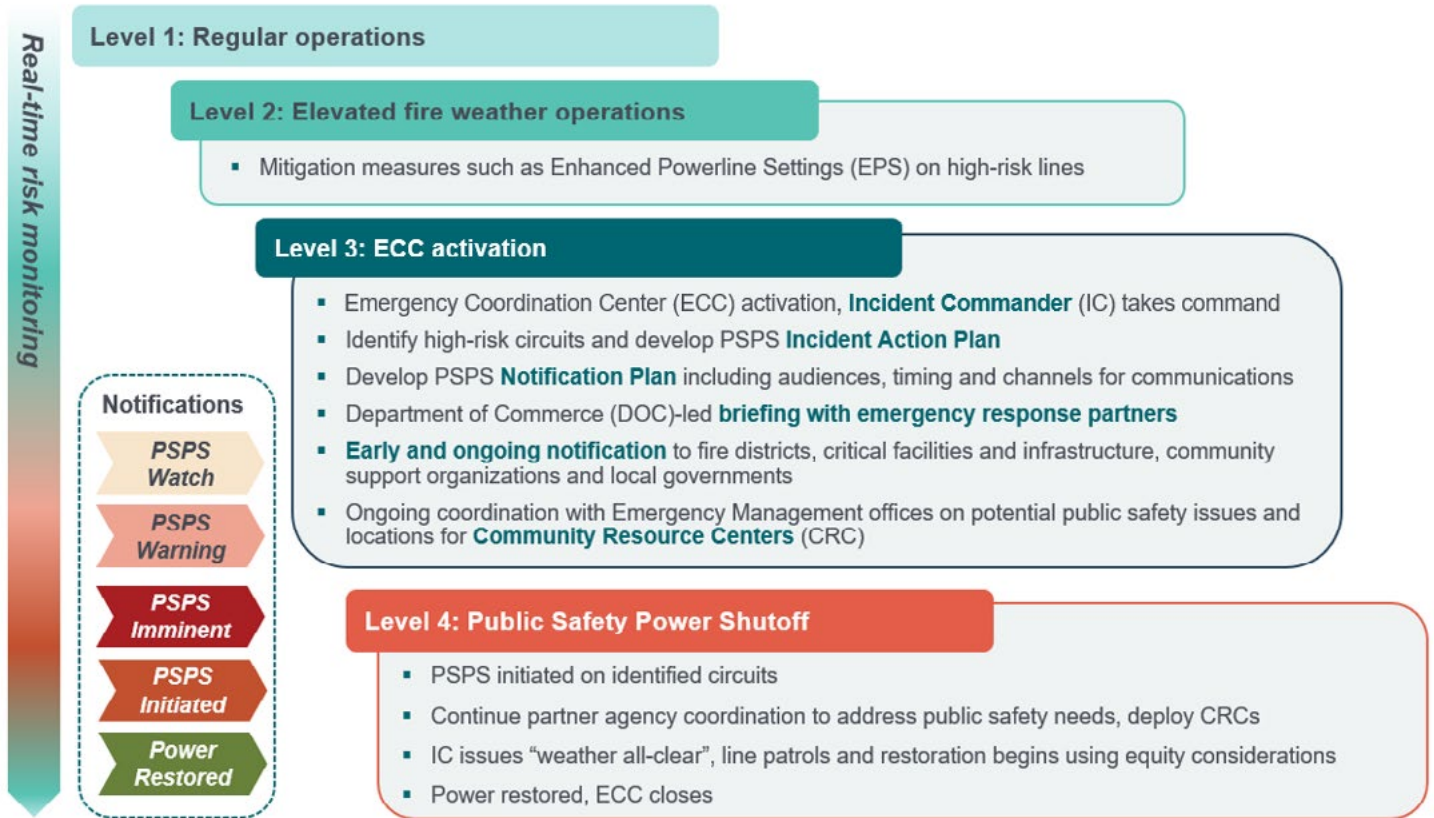 Real-time risk monitoring
Level 1: Regular operations
Level 2: Elevated fire weather operations
▪ Mitigation measures such as Enhanced Powerline Settings (EPS) on high-risk lines
Level 3: ECC activation
▪ Emergency Coordination Center (ECC) activation, Incident Commander (IC) takes command
▪ Identify high-risk circuits and develop PSPS Incident Action Plan
▪ Develop PSPS Notification Plan including audiences, timing and channels for communications
▪ Department of Commerce (DOC)-led briefing with emergency response partners
▪ Early and ongoing notification to fire districts, critical facilities and infrastructure, community
support organizations and local governments
▪ Ongoing coordination with Emergency Management offices on potential public safety issues and
locations for Community Resource Centers (CRC)
Notifications
PSPS
Watch
PSPS
Warning
PSPS
Imminent
PSPS
Initiated
Power
Restored
Level 4: Public Safety Power Shutoff
▪ PSPS initiated on identified circuits
▪ Continue partner agency coordination to address public safety needs, deploy CRCs
▪ IC issues “weather all-clear”, line patrols and restoration begins using equity considerations
▪ Power restored, ECC closes